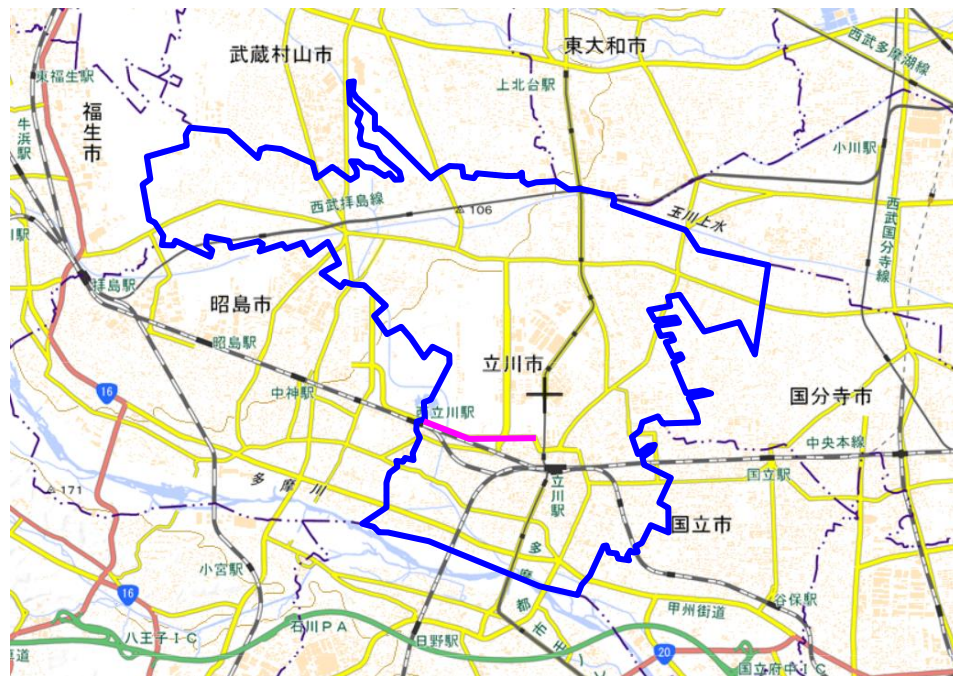 武蔵村山市
東大和市
西武多摩湖線
東福生駅
上北台駅
福生市
牛浜駅
小川駅
西武拝島線
106
玉川上水
西武国分寺線
拝島駅
昭島市
昭島駅
立川市
16
中神駅
国分寺市
西立川駅
中央本線
国立駅
171
多摩川
立川駅
国立市
小宮駅
多摩都市モ
16
甲州街道
谷保駅
石川PA
八王子IC
日野駅
20
国立府中IC